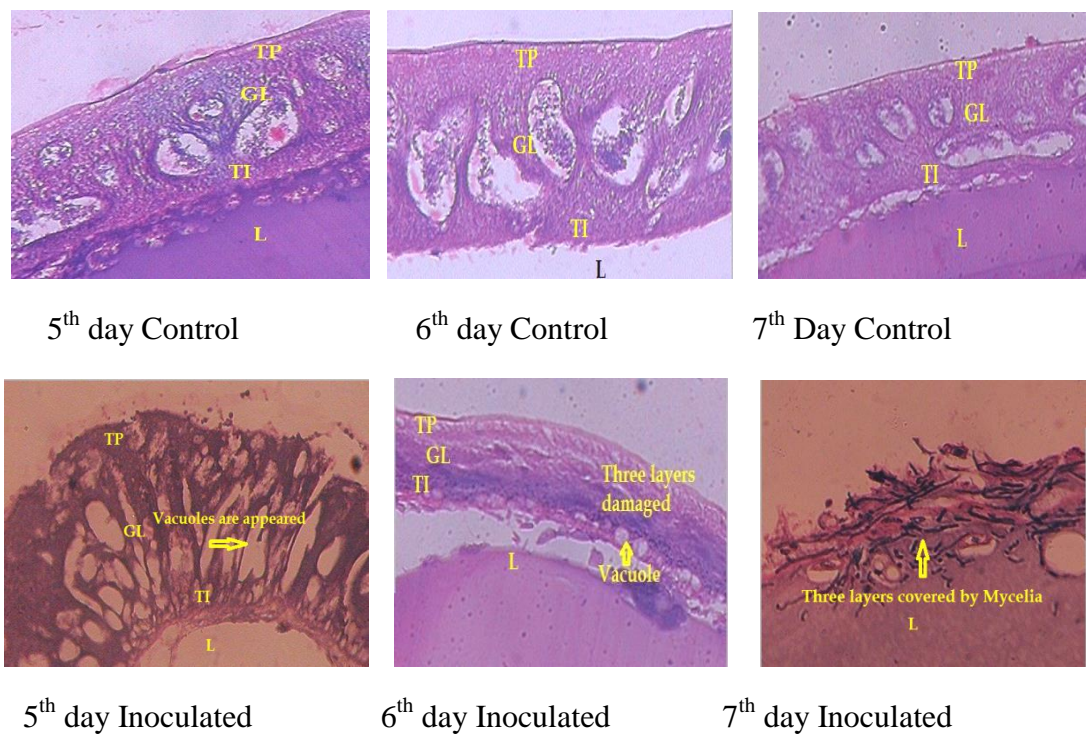 TP
GL
TI
L
TP
GL
TI
L
TP
GL
TI
L
5th day Control
6th day Control
7th Day Control
TP
Vacuoles are appeared
GL
TI
L
TP
GL
TI
Three layers
damaged
L
Vacuole
Three layers covered by Mycelia
L
5th day Inoculated
6th day Inoculated
7th day Inoculated